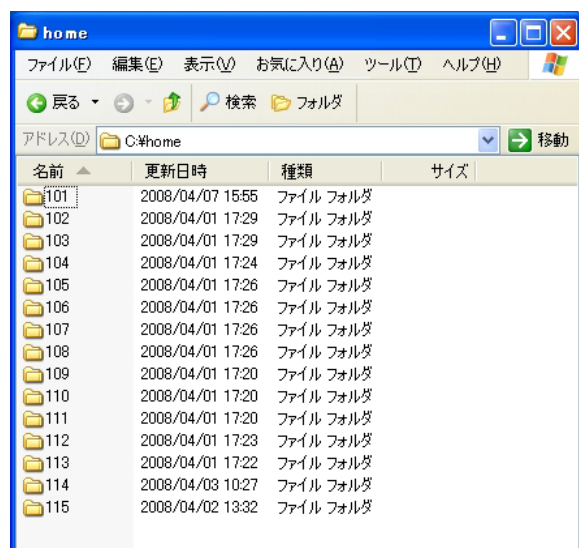 home
ファイル(F) 編集(E) 表示(V) お気に入り(A) ツール(T) ヘルプ(H)
戻る 検索 フォルダ
アドレス(D) C:¥home 移動
名前 更新日時 種類 サイズ
101 2008/04/07 15:55 ファイル フォルダ
102 2008/04/01 17:29 ファイル フォルダ
103 2008/04/01 17:29 ファイル フォルダ
104 2008/04/01 17:24 ファイル フォルダ
105 2008/04/01 17:26 ファイル フォルダ
106 2008/04/01 17:26 ファイル フォルダ
107 2008/04/01 17:26 ファイル フォルダ
108 2008/04/01 17:26 ファイル フォルダ
109 2008/04/01 17:20 ファイル フォルダ
110 2008/04/01 17:20 ファイル フォルダ
111 2008/04/01 17:20 ファイル フォルダ
112 2008/04/01 17:23 ファイル フォルダ
113 2008/04/01 17:22 ファイル フォルダ
114 2008/04/03 10:27 ファイル フォルダ
115 2008/04/02 13:32 ファイル フォルダ